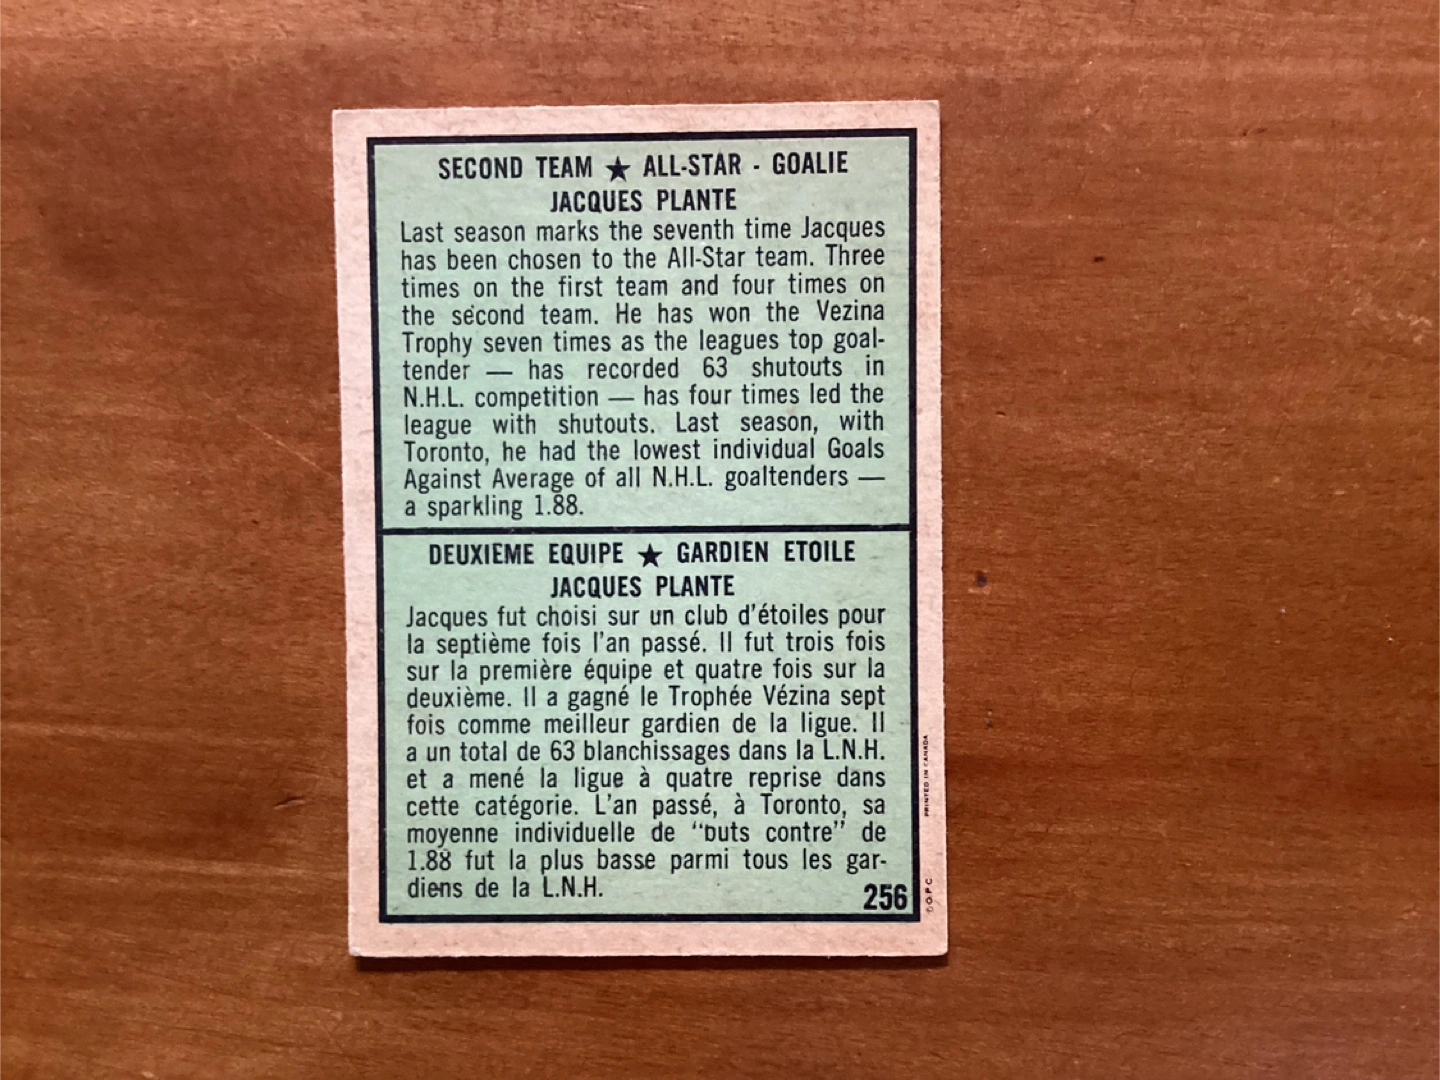 SECOND TEAM ★ ALL-STAR - GOALIE
JACQUES PLANTE
Last season marks the seventh time Jacques
has been chosen to the All-Star team. Three
times on the first team and four times on
the second team. He has won the Vezina
Trophy seven times as the leagues top goal-
tender — has recorded 63 shutouts in
N.H.L. competition — has four times led the
league with shutouts. Last season, with
Toronto, he had the lowest individual Goals
Against Average of all N.H.L. goaltenders —
a sparkling 1.88.
DEUXIEME EQUIPE ★ GARDIEN ETOILE
JACQUES PLANTE
Jacques fut choisi sur un club d'étoiles pour
la septième fois l'an passé. Il fut trois fois
sur la première équipe et quatre fois sur la
deuxième. Il a gagné le Trophée Vézina sept
fois comme meilleur gardien de la ligue. Il
a un total de 63 blanchissages dans la L.N.H.
et a mené la ligue à quatre reprise dans
cette catégorie. L'an passé, à Toronto, sa
moyenne individuelle de "buts contre" de
1.88 fut la plus basse parmi tous les gar-
diens de la L.N.H.
256
© O.P.C.
PRINTED IN CANADA